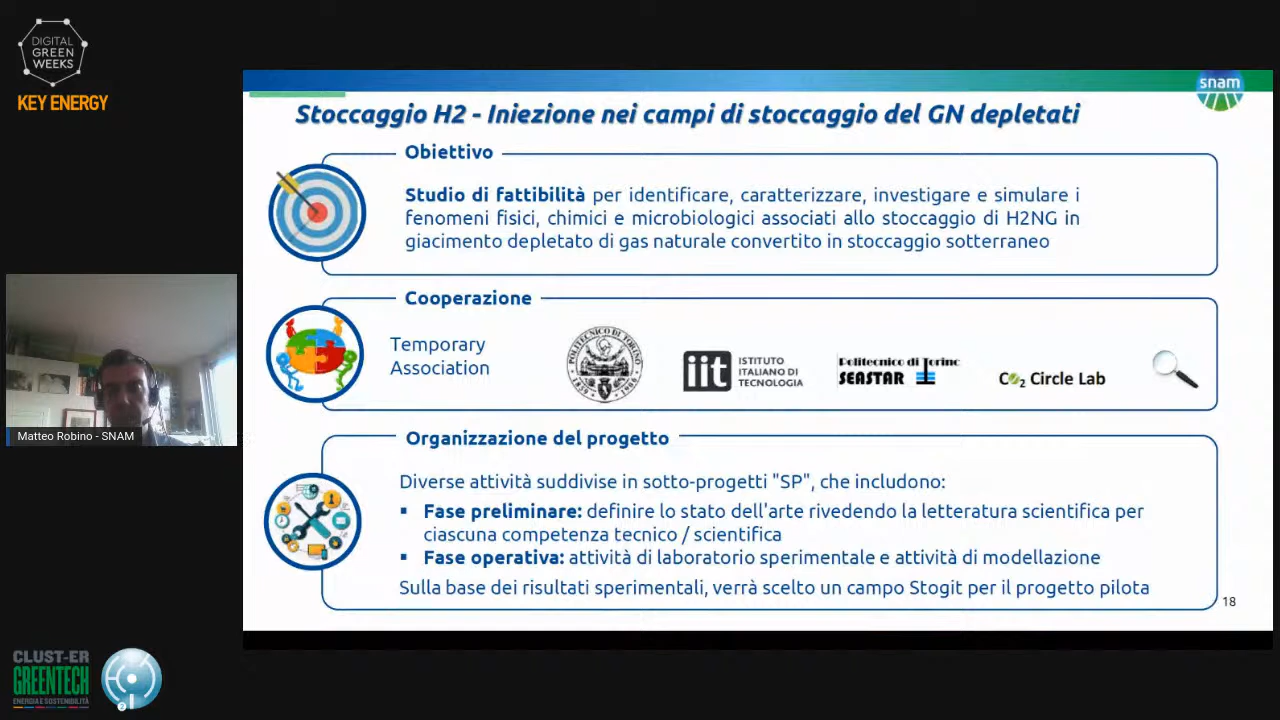 DIGITAL
GREEN
WEEKS
KEY ENERGY
snam
Stoccaggio H2 - Iniezione nei campi di stoccaggio del GN depletati
Obiettivo
Studio di fattibilità per identificare, caratterizzare, investigare e simulare i
fenomeni fisici, chimici e microbiologici associati allo stoccaggio di H2NG in
giacimento depletato di gas naturale convertito in stoccaggio sotterraneo
Cooperazione
Temporary
Association
POLITECNICO DI TORINO
iit
ISTITUTO
ITALIANO DI
TECNOLOGIA
Politecnico di Torino
SEASTAR
CO2 Circle Lab
Matteo Robino - SNAM
Organizzazione del progetto
Diverse attività suddivise in sotto-progetti "SP", che includono:
▪ Fase preliminare: definire lo stato dell'arte rivedendo la letteratura scientifica per
ciascuna competenza tecnico / scientifica
▪ Fase operativa: attività di laboratorio sperimentale e attività di modellazione
Sulla base dei risultati sperimentali, verrà scelto un campo Stogit per il progetto pilota
18
CLUST-ER
GREENTECH
ENERGIA E SOSTENIBILITÀ
2